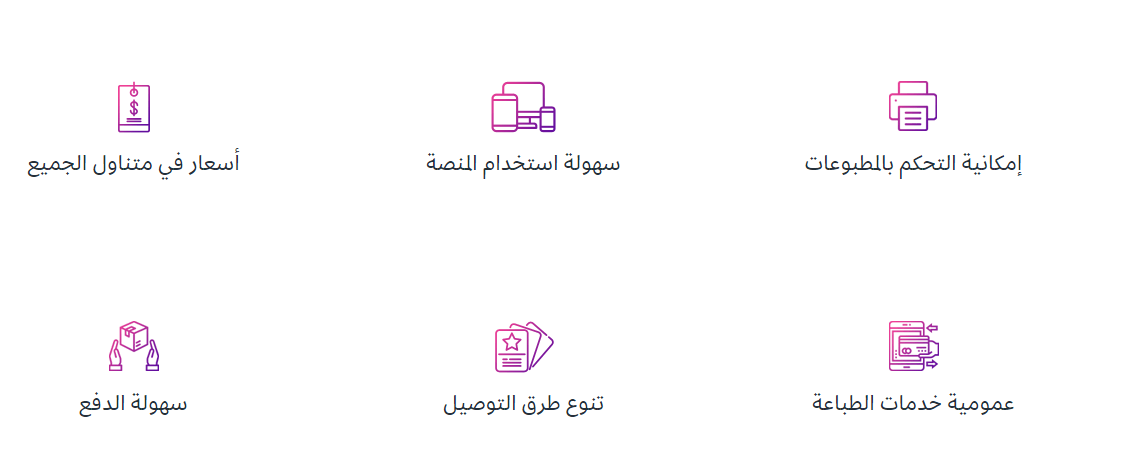 إمكانية التحكم بالمطبوعات
سهولة استخدام المنصة
أسعار في متناول الجميع
عمومية خدمات الطباعة
تنوع طرق التوصيل
سهولة الدفع